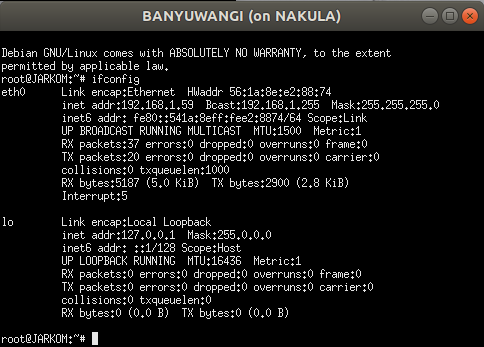 BANYUWANGI (on NAKULA)
Debian GNU/Linux comes with ABSOLUTELY NO WARRANTY, to the extent
permitted by applicable law.
root@JARKOM:~# ifconfig
eth0      Link encap:Ethernet  HWaddr 56:1a:8e:e2:88:74
          inet addr:192.168.1.59  Bcast:192.168.1.255  Mask:255.255.255.0
          inet6 addr: fe80::541a:8eff:fee2:8874/64 Scope:Link
          UP BROADCAST RUNNING MULTICAST  MTU:1500  Metric:1
          RX packets:37 errors:0 dropped:0 overruns:0 frame:0
          TX packets:20 errors:0 dropped:0 overruns:0 carrier:0
          collisions:0 txqueuelen:1000
          RX bytes:5187 (5.0 KiB)  TX bytes:2900 (2.8 KiB)
          Interrupt:5
lo        Link encap:Local Loopback
          inet addr:127.0.0.1  Mask:255.0.0.0
          inet6 addr: ::1/128 Scope:Host
          UP LOOPBACK RUNNING  MTU:16436  Metric:1
          RX packets:0 errors:0 dropped:0 overruns:0 frame:0
          TX packets:0 errors:0 dropped:0 overruns:0 carrier:0
          collisions:0 txqueuelen:0
          RX bytes:0 (0.0 B)  TX bytes:0 (0.0 B)
root@JARKOM:~#